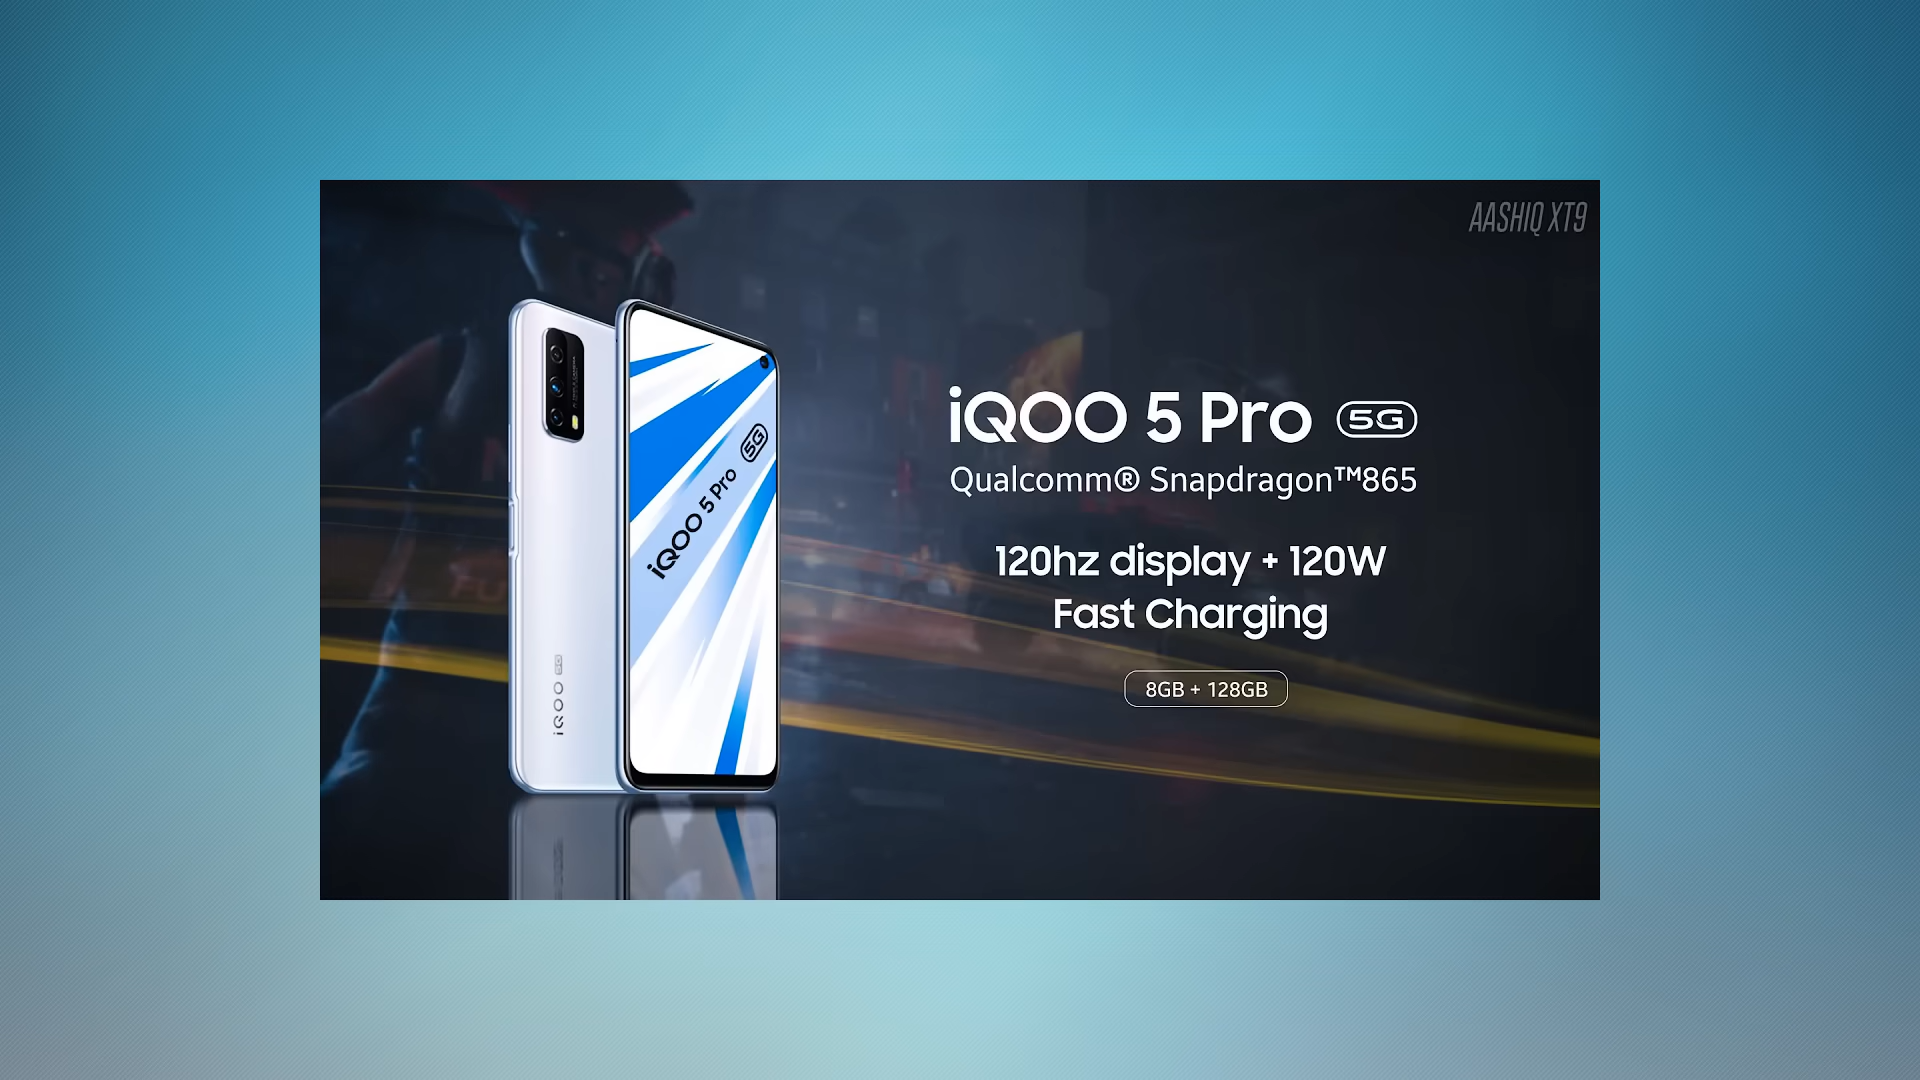 AASHIQ XT9
iQOO 5 Pro 5G
Qualcomm® Snapdragon™865
120hz display + 120W
Fast Charging
8GB + 128GB
iQOO 5 Pro 5G
iQOO 5G